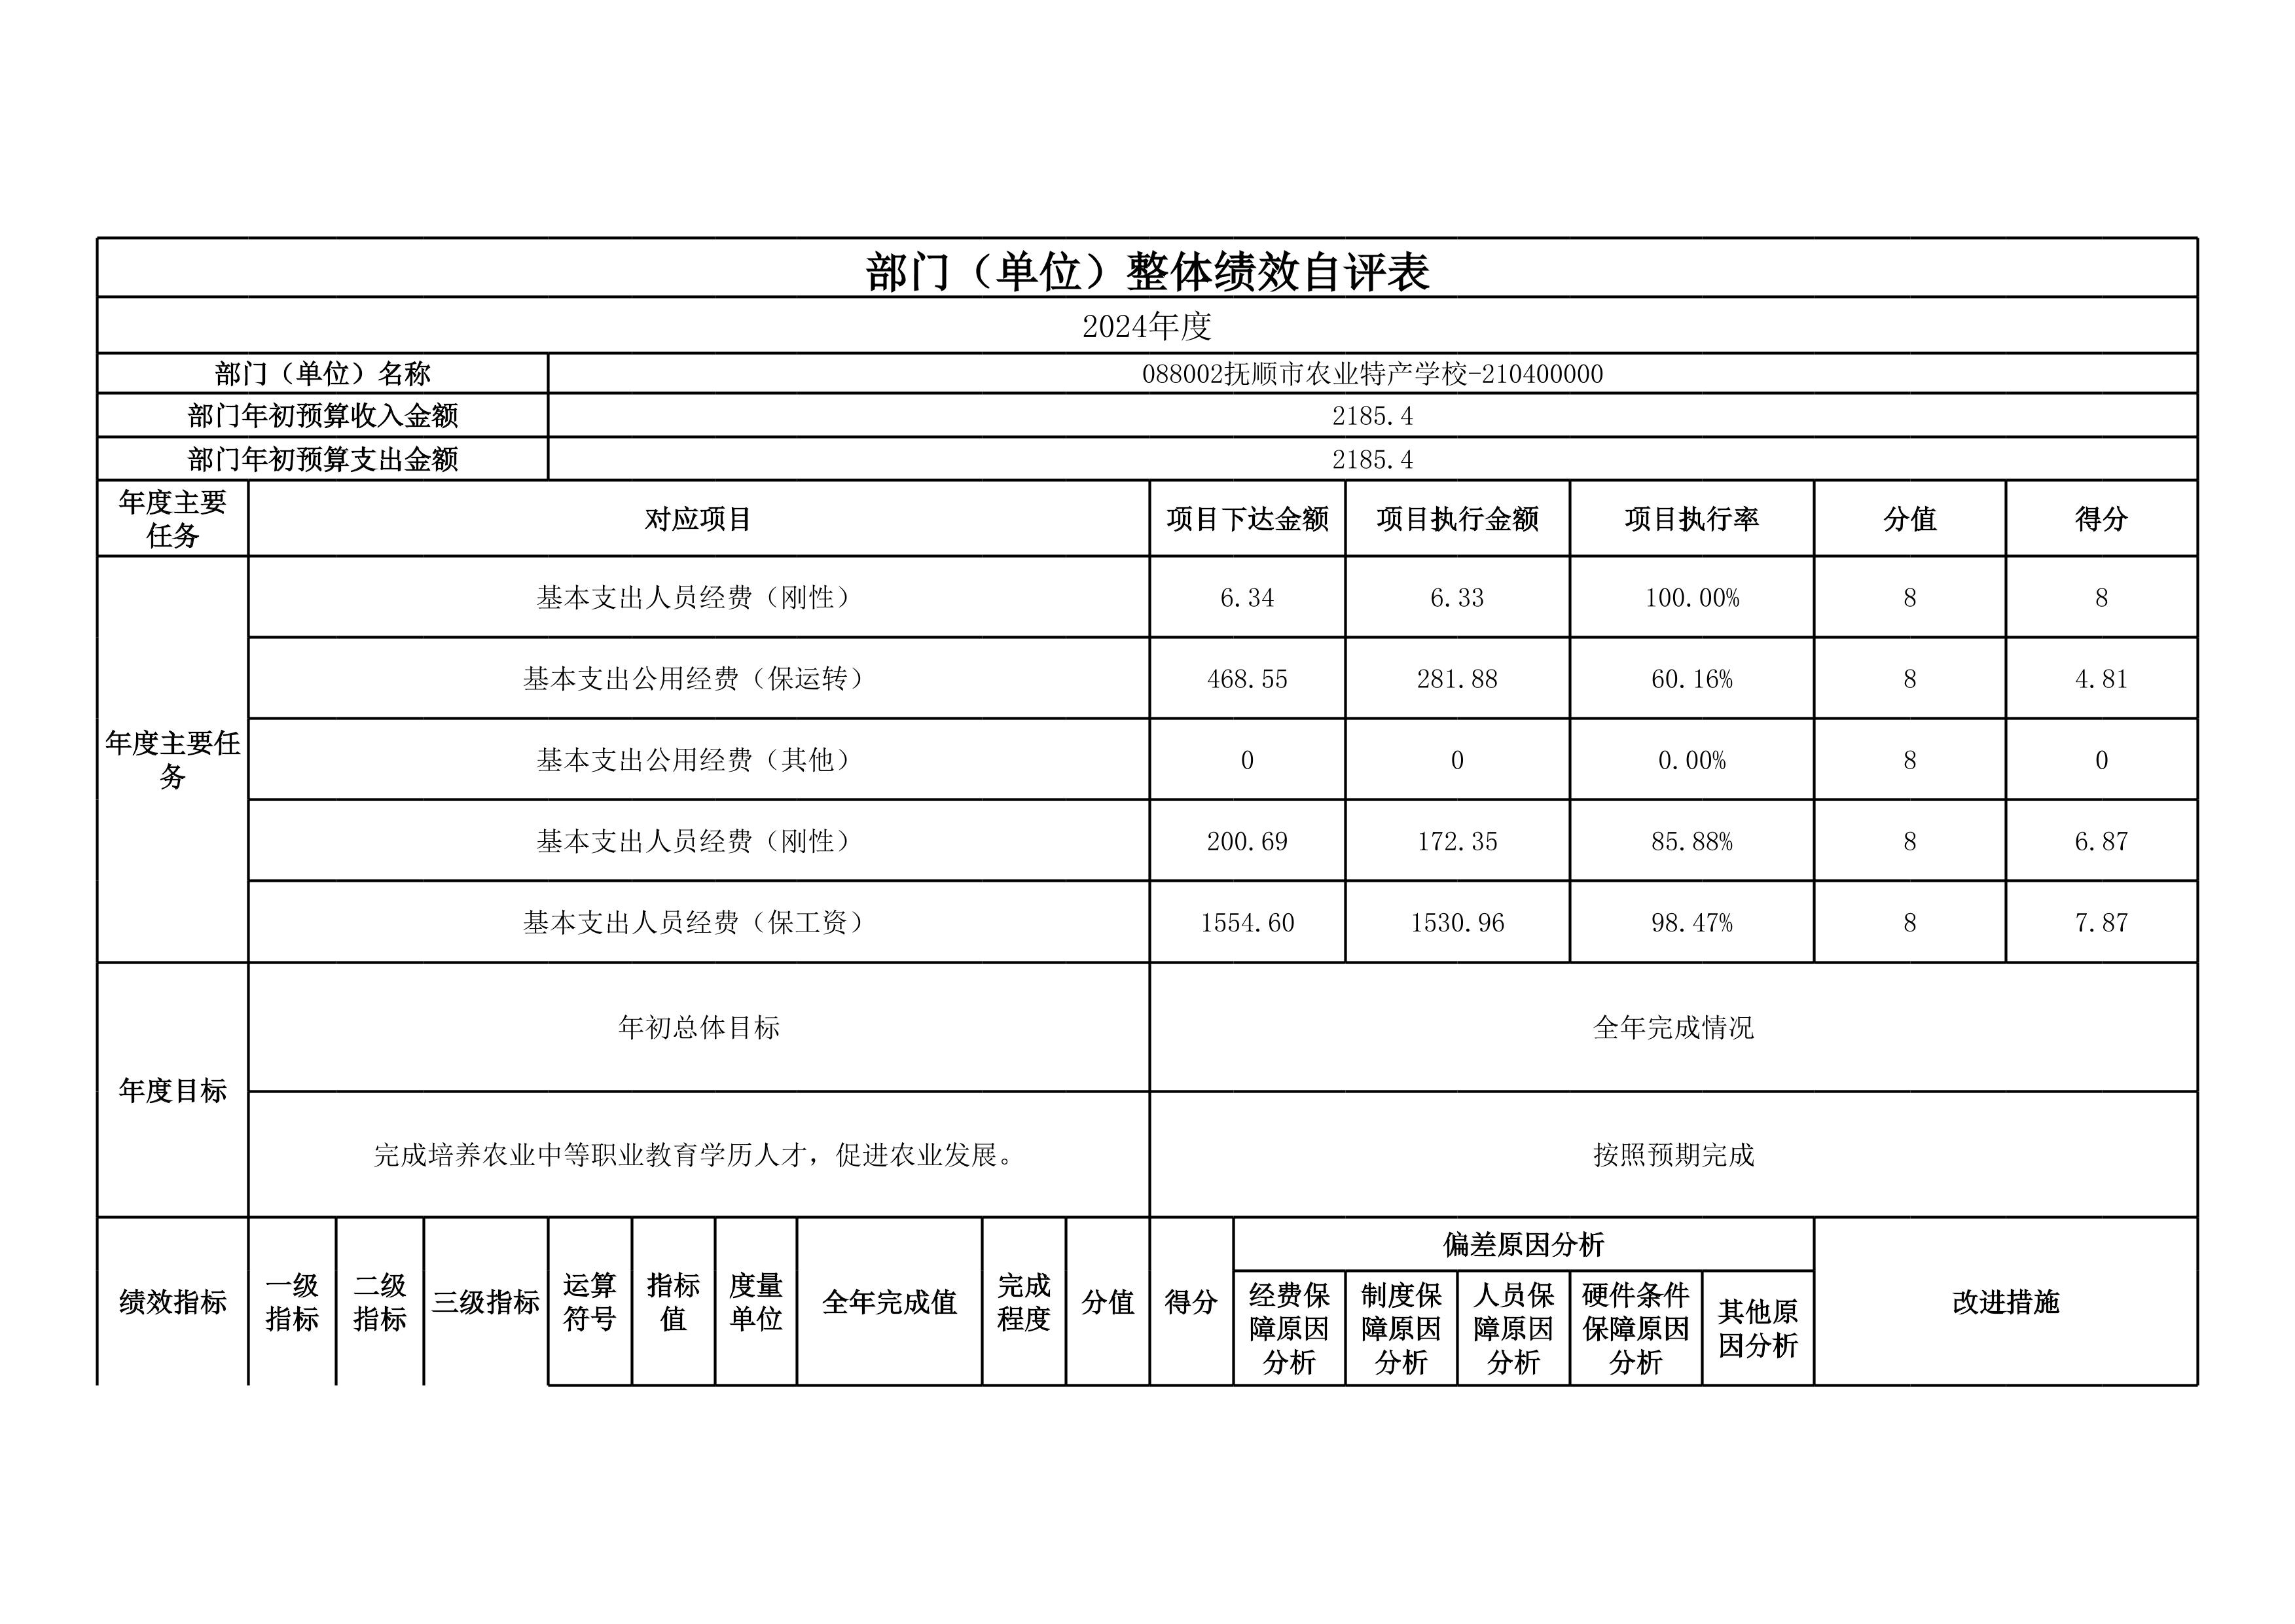 部门（单位）整体绩效自评表
2024年度
部门（单位）名称 088002抚顺市农业特产学校-210400000
部门年初预算收入金额 2185.4
部门年初预算支出金额 2185.4
年度主要
任务
对应项目 项目下达金额 项目执行金额 项目执行率 分值 得分
年度主要任
务
基本支出人员经费（刚性） 6.34 6.33 100.00% 8 8
基本支出公用经费（保运转） 468.55 281.88 60.16% 8 4.81
基本支出公用经费（其他） 0 0 0.00% 8 0
基本支出人员经费（刚性） 200.69 172.35 85.88% 8 6.87
基本支出人员经费（保工资） 1554.60 1530.96 98.47% 8 7.87
年度目标
年初总体目标 全年完成情况
完成培养农业中等职业教育学历人才，促进农业发展。 按照预期完成
绩效指标
一级
指标
二级
指标
三级指标
运算
符号
指标
值
度量
单位
全年完成值
完成
程度
分值
得分
偏差原因分析
经费保
障原因
分析
制度保
障原因
分析
人员保
障原因
分析
硬件条件
保障原因
分析
其他原
因分析
改进措施